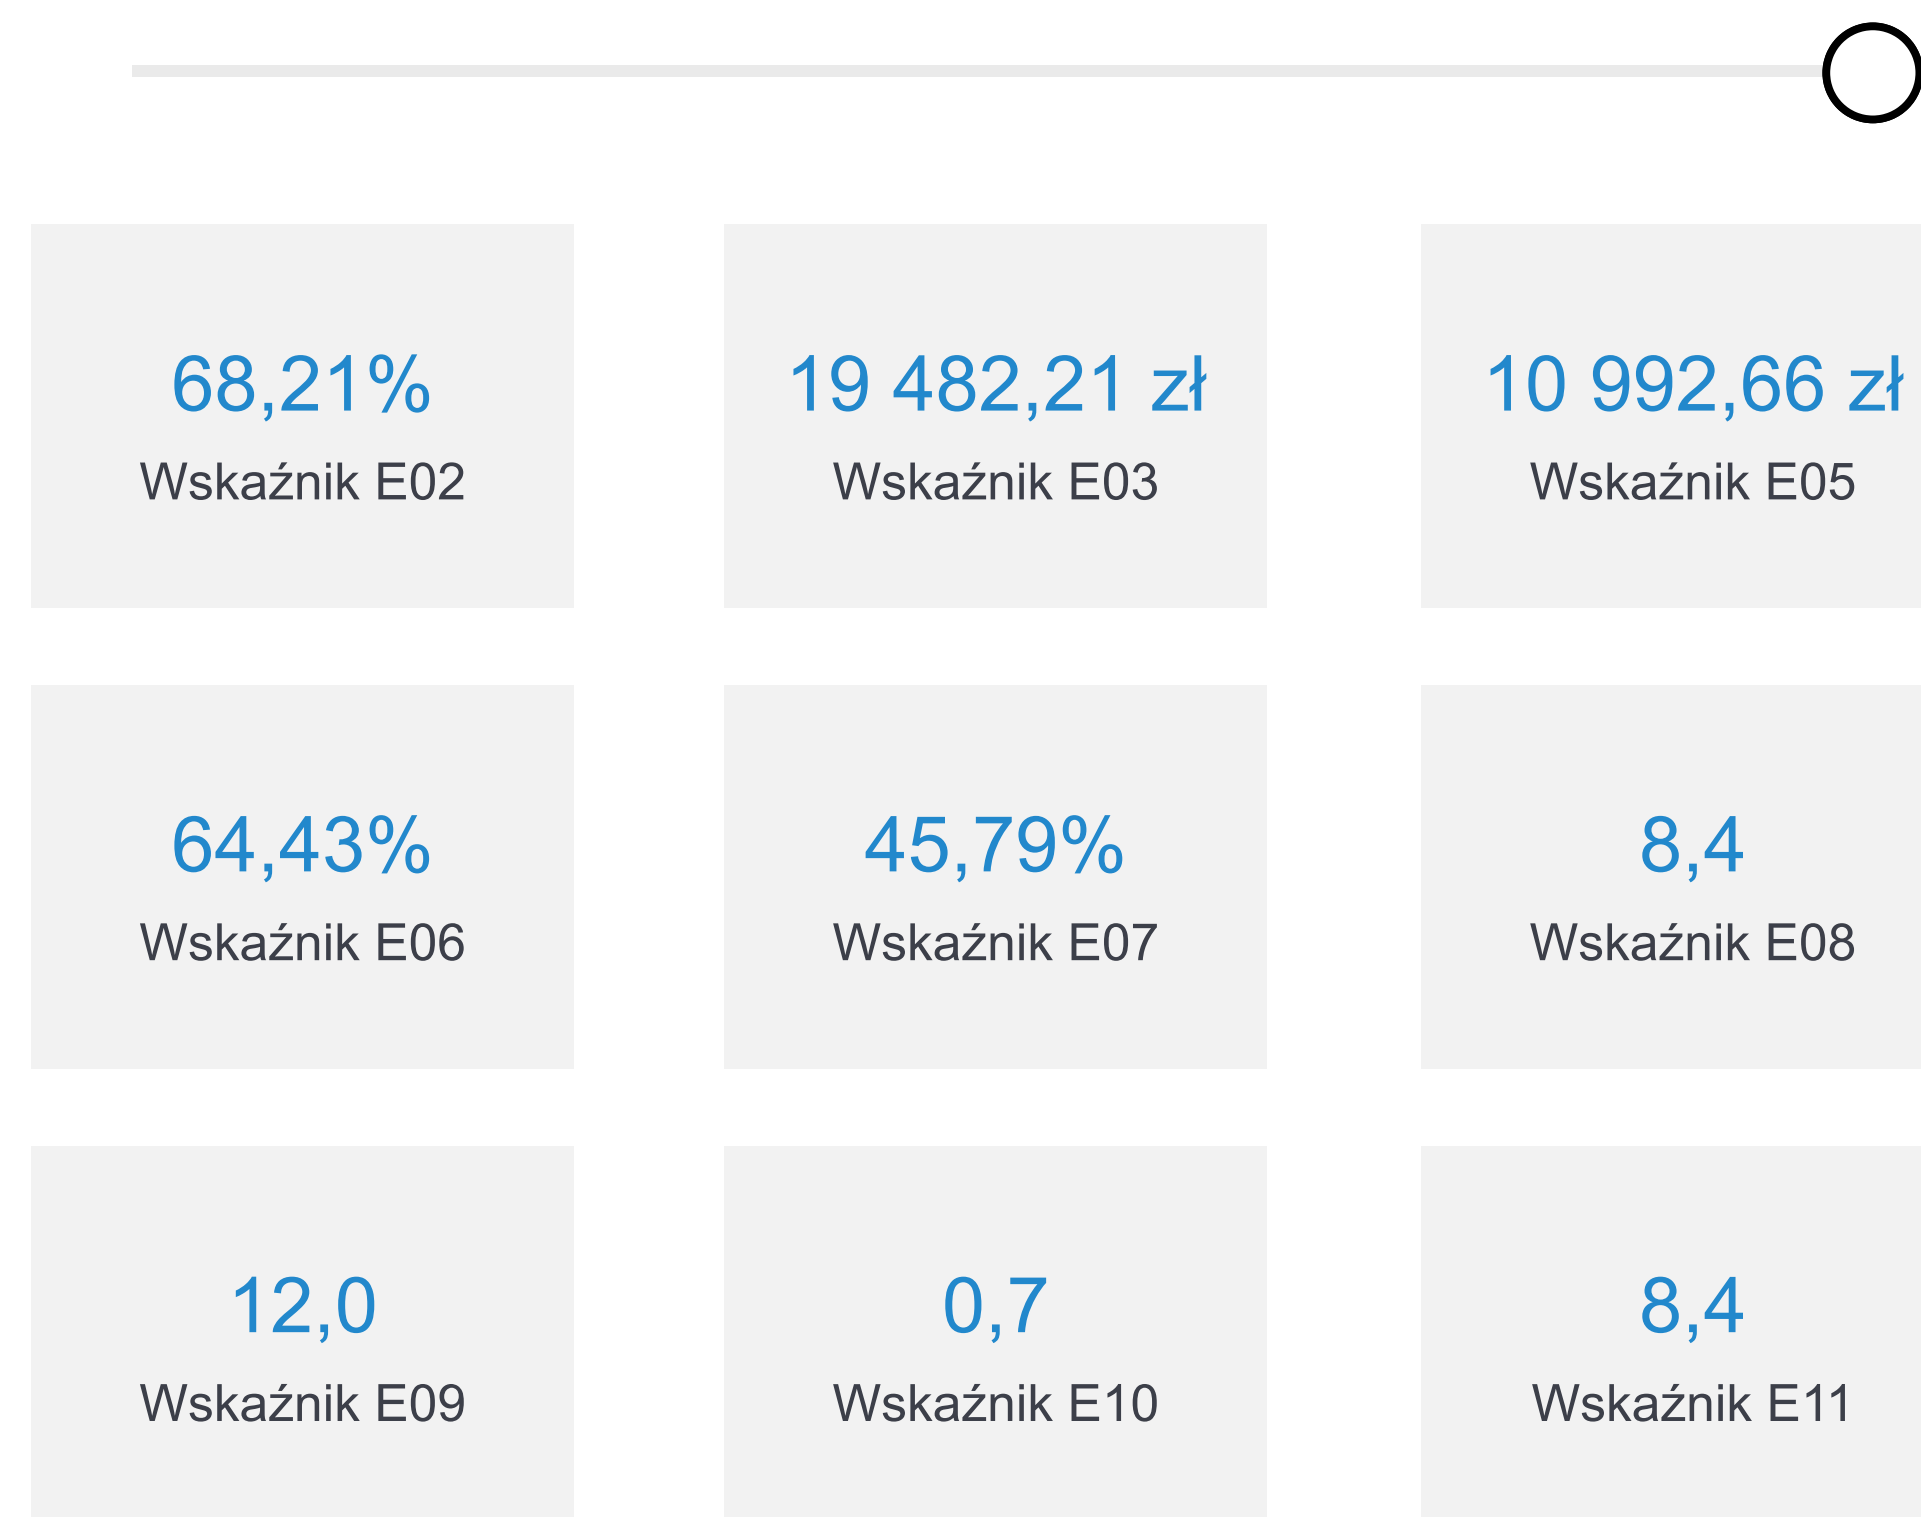 68,21%
Wskaźnik E02
19 482,21 zł
Wskaźnik E03
10 992,66 zł
Wskaźnik E05
64,43%
Wskaźnik E06
45,79%
Wskaźnik E07
8,4
Wskaźnik E08
12,0
Wskaźnik E09
0,7
Wskaźnik E10
8,4
Wskaźnik E11